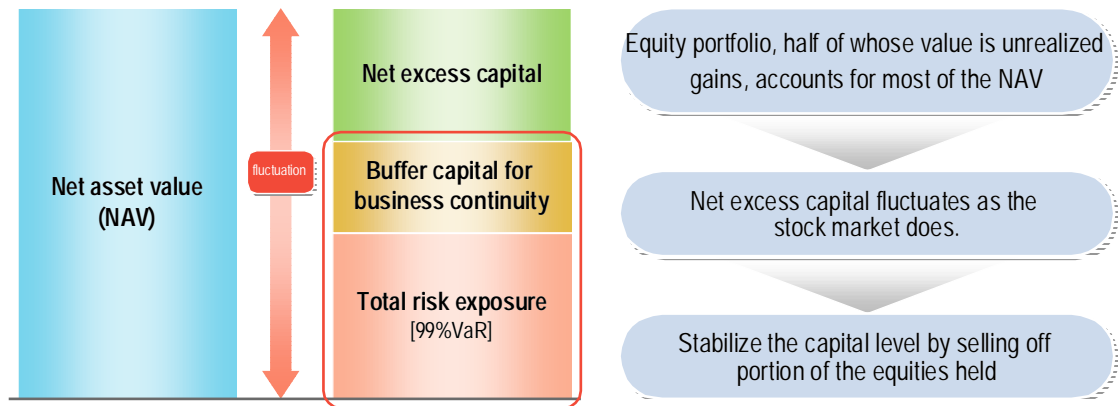 Net asset value
(NAV)
fluctuation
Net excess capital
Buffer capital for
business continuity
Total risk exposure
[99%VaR]
Equity portfolio, half of whose value is unrealized
gains, accounts for most of the NAV
Net excess capital fluctuates as the
stock market does.
Stabilize the capital level by selling off
portion of the equities held